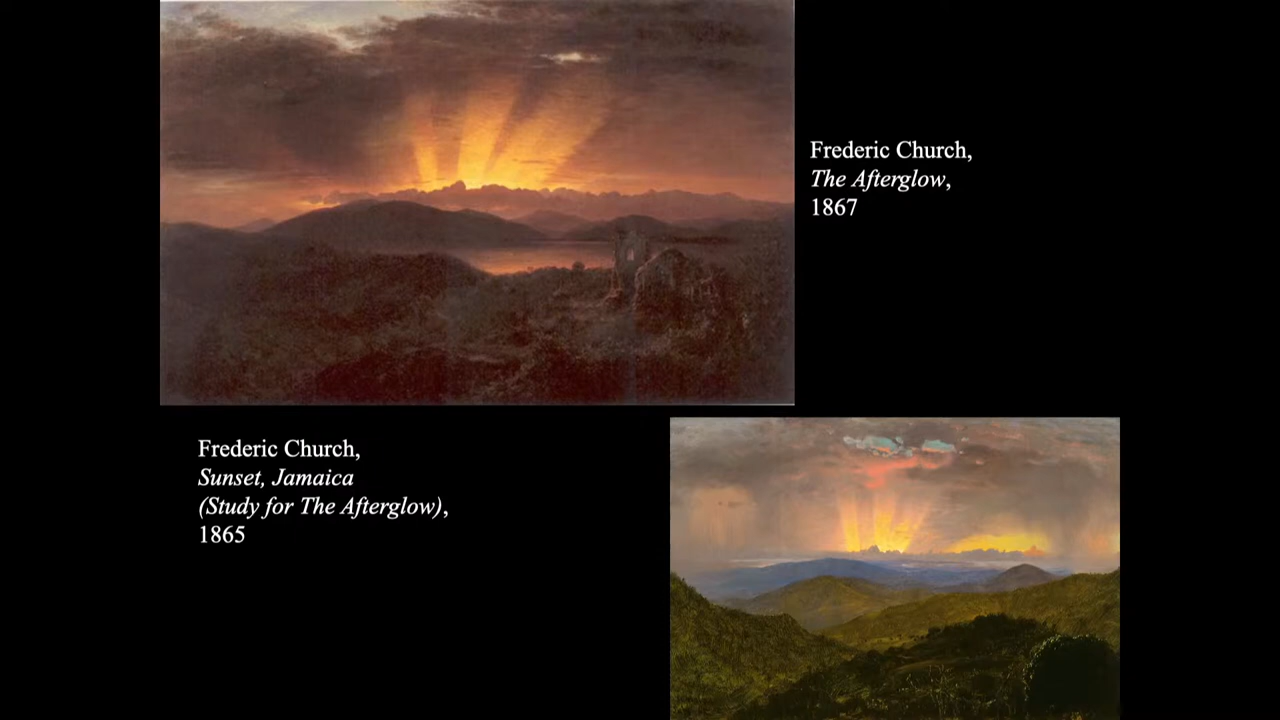 Frederic Church,
The Afterglow,
1867
Frederic Church,
Sunset, Jamaica
(Study for The Afterglow),
1865